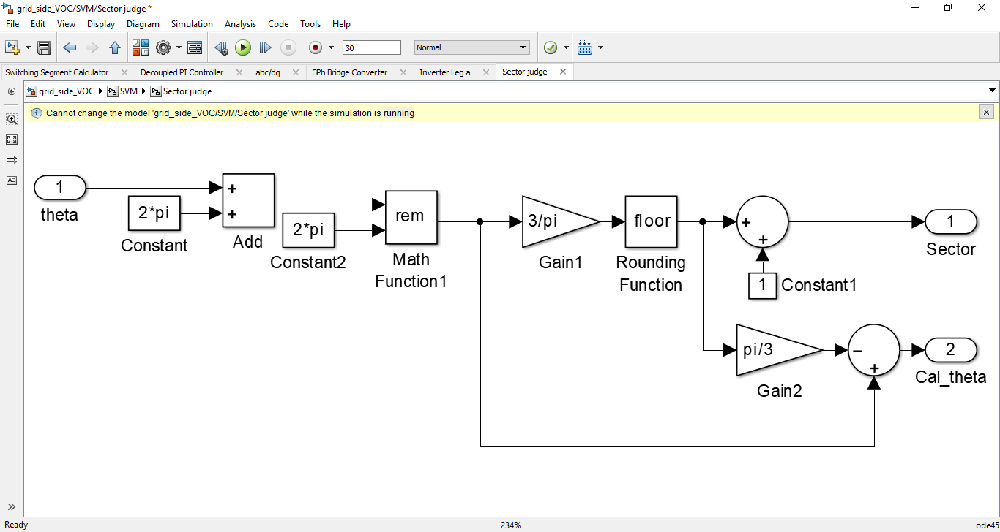 grid_side_VOC/SVM/Sector judge *
File Edit View Display Diagram Simulation Analysis Code Tools Help
30 Normal
Switching Segment Calculator Decoupled PI Controller abc/dq 3Ph Bridge Converter Inverter Leg a Sector judge
grid_side_VOC SVM Sector judge
Cannot change the model 'grid_side_VOC/SVM/Sector judge' while the simulation is running
1
theta
2*pi
Constant
+
+
Add
2*pi
Constant2
rem
Math
Function1
3/pi
Gain1
floor
Rounding
Function
+
+
1
Constant1
1
Sector
pi/3
Gain2
−
+
2
Cal_theta
Ready 234% ode45